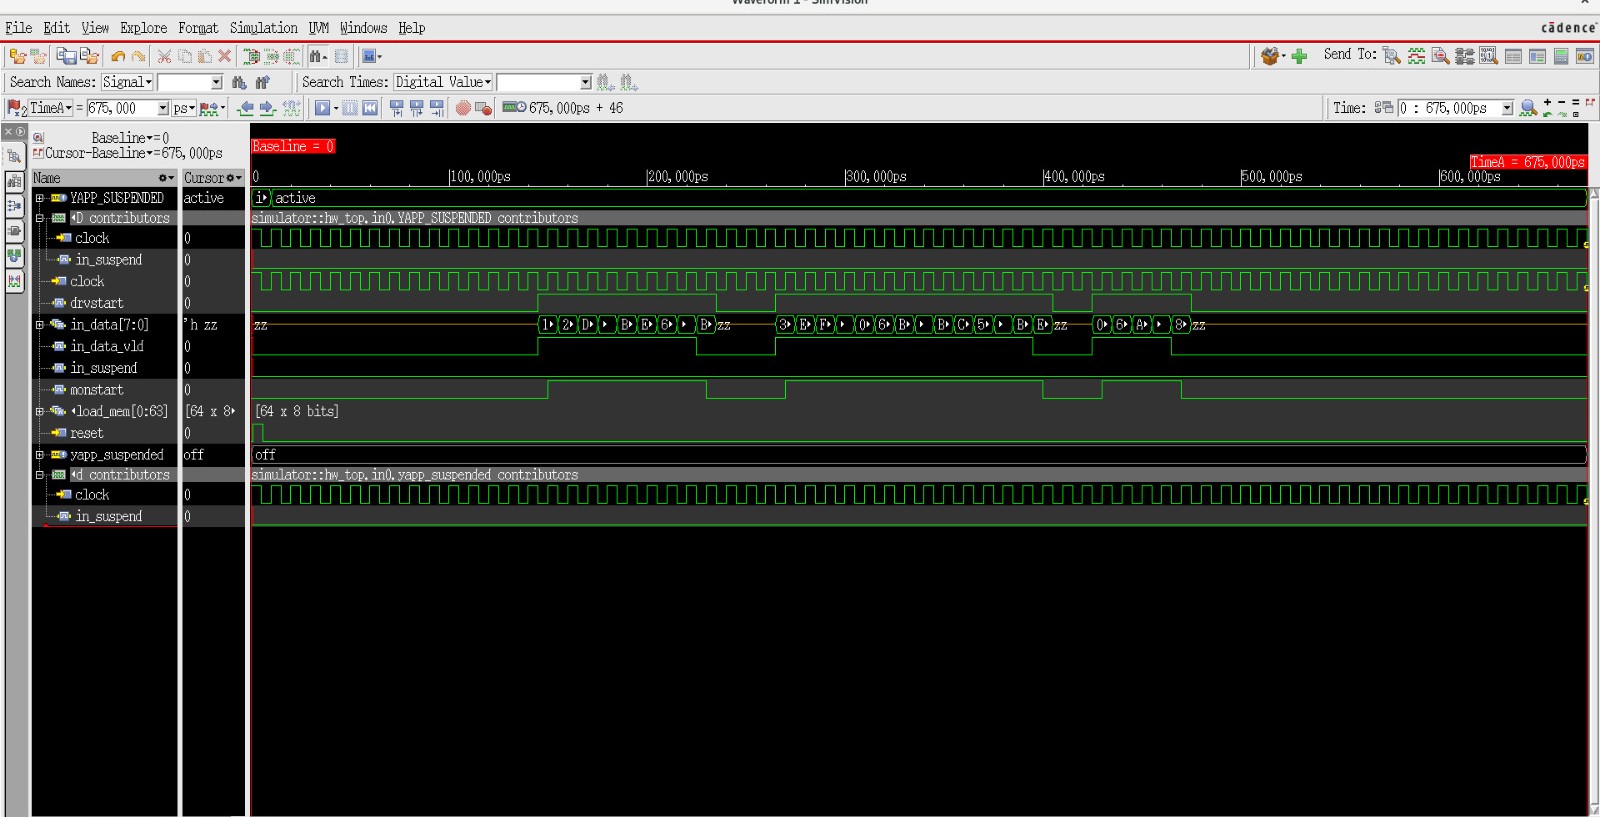 Waveform 1 - SimVision
File Edit View Explore Format Simulation UVM Windows Help
cādence
Send To:
Search Names: Signal
Search Times: Digital Value
TimeA = 675,000 ps
675,000ps + 46
Time: 0 : 675,000ps
Baseline = 0
Cursor-Baseline = 675,000ps
Baseline = 0
TimeA = 675,000ps
Name Cursor
0 100,000ps 200,000ps 300,000ps 400,000ps 500,000ps 600,000ps
YAPP_SUSPENDED active i active
D contributors simulator::hw_top.in0.YAPP_SUSPENDED contributors
clock 0
in_suspend 0
clock 0
drvstart 0
in_data[7:0] 'h zz zz 1 2 D B E 6 B zz 3 E F 0 6 B B C 5 B E zz 0 6 A 8 zz
in_data_vld 0
in_suspend 0
monstart 0
load_mem[0:63] [64 x 8 [64 x 8 bits]
reset 0
yapp_suspended off off
d contributors simulator::hw_top.in0.yapp_suspended contributors
clock 0
in_suspend 0